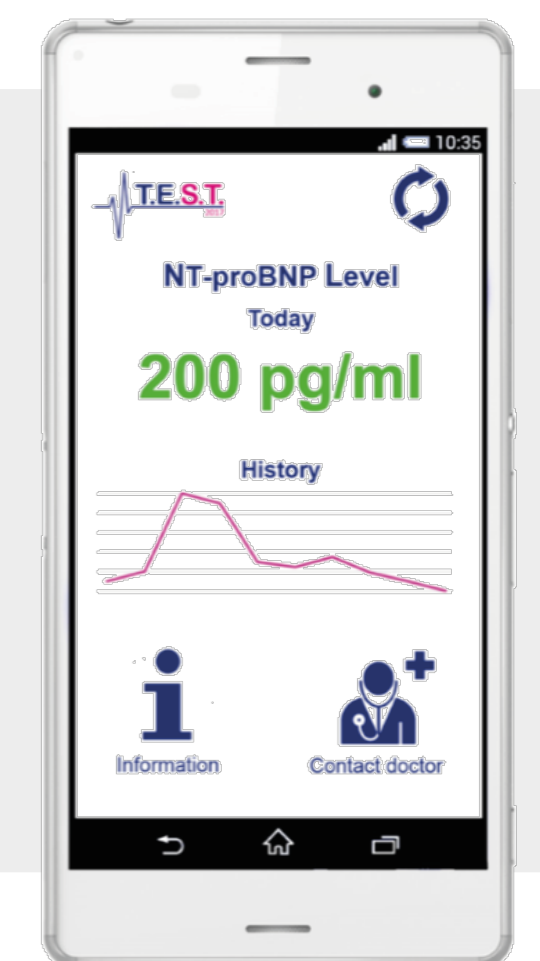 10:35
T.E.S.T.
2017
NT-proBNP Level
Today
200 pg/ml
History
Information
Contact doctor